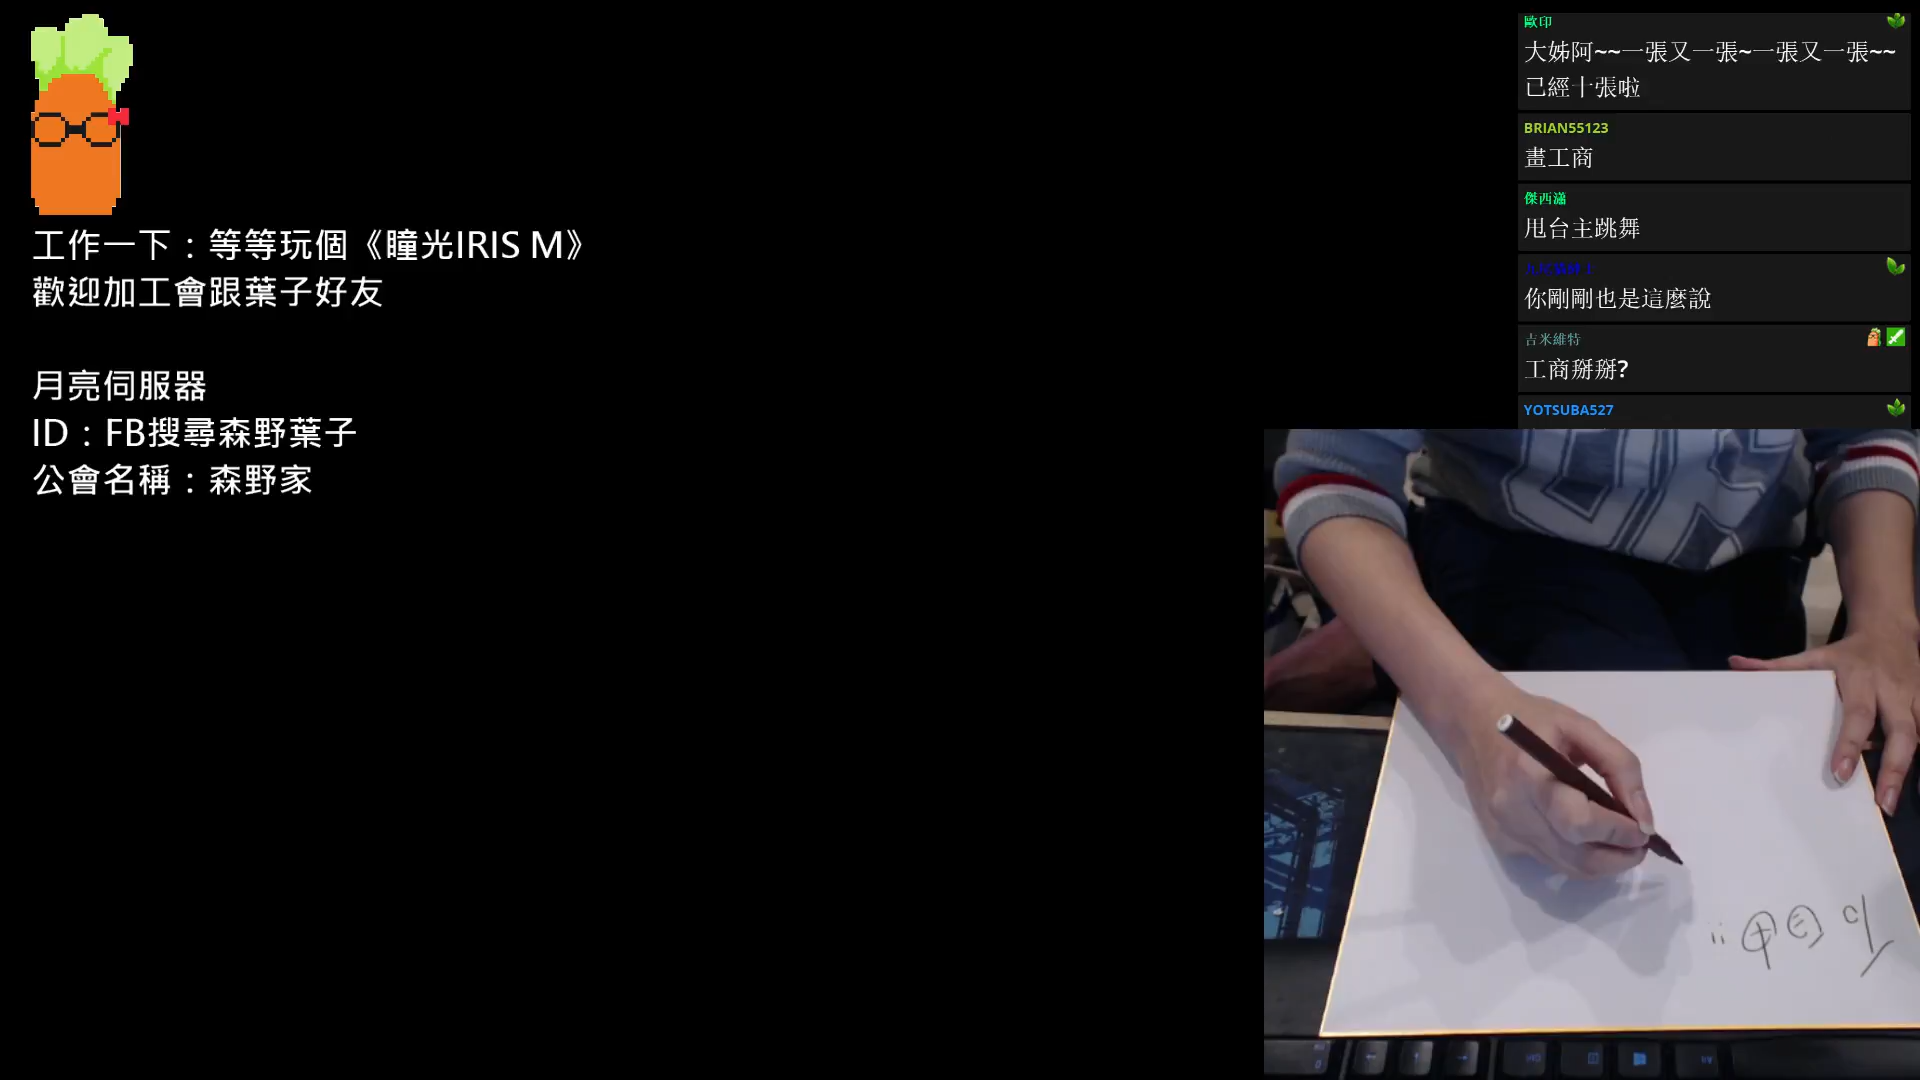 工作一下：等等玩個《瞳光IRIS M》
歡迎加工會跟葉子好友
月亮伺服器
ID：FB搜尋森野葉子
公會名稱：森野家
歐印
大姊阿~~一張又一張~一張又一張~~
已經十張啦
BRIAN55123
畫工商
傑西滿
甩台主跳舞
你剛剛也是這麼說
吉米維特
工商掰掰?
YOTSUBA527